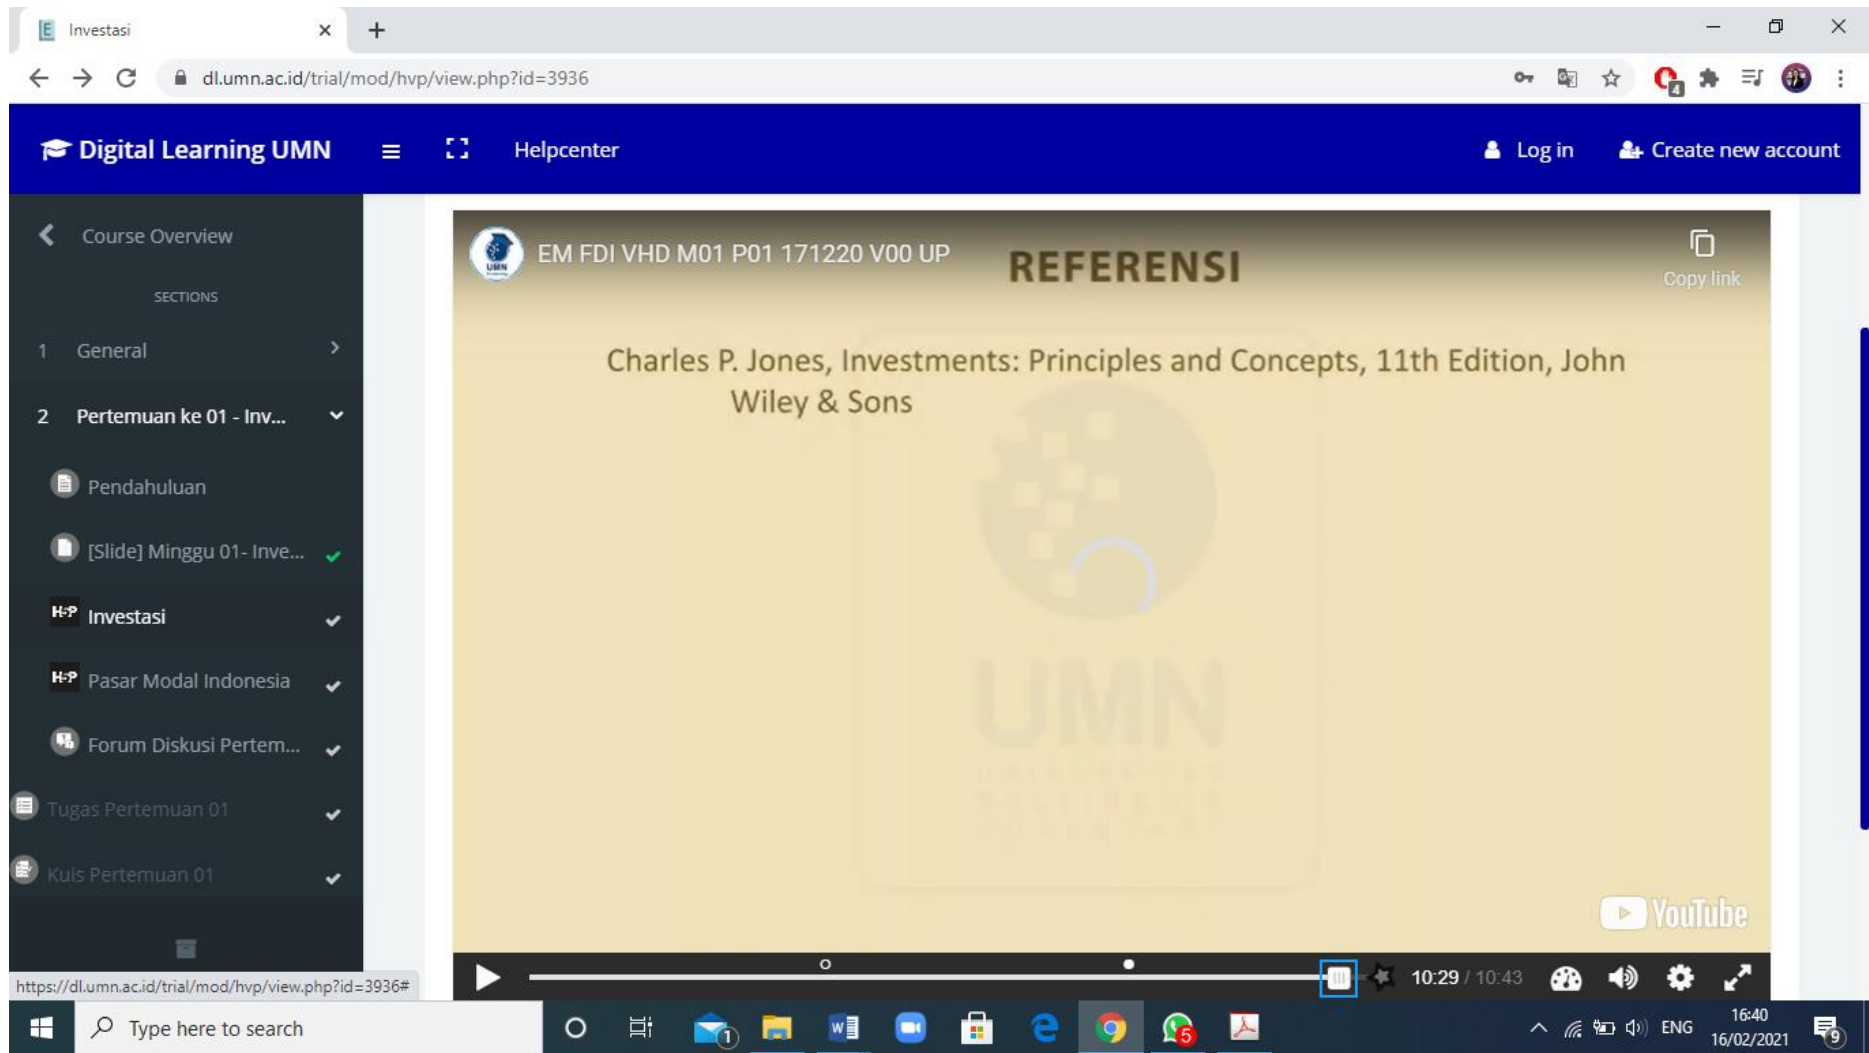 Investasi
dl.umn.ac.id/trial/mod/hvp/view.php?id=3936
4
Digital Learning UMN
Helpcenter
Log in
Create new account
Course Overview
SECTIONS
1 General
2 Pertemuan ke 01 - Inv...
Pendahuluan
[Slide] Minggu 01- Inve...
H-P Investasi
H-P Pasar Modal Indonesia
Forum Diskusi Pertem...
Tugas Pertemuan 01
Kuis Pertemuan 01
UMN
EM FDI VHD M01 P01 171220 V00 UP
Copy link
REFERENSI
Charles P. Jones, Investments: Principles and Concepts, 11th Edition, John
Wiley & Sons
UMN
YouTube
10:29 / 10:43
https://dl.umn.ac.id/trial/mod/hvp/view.php?id=3936#
Type here to search
1
5
ENG
16:40
16/02/2021
9